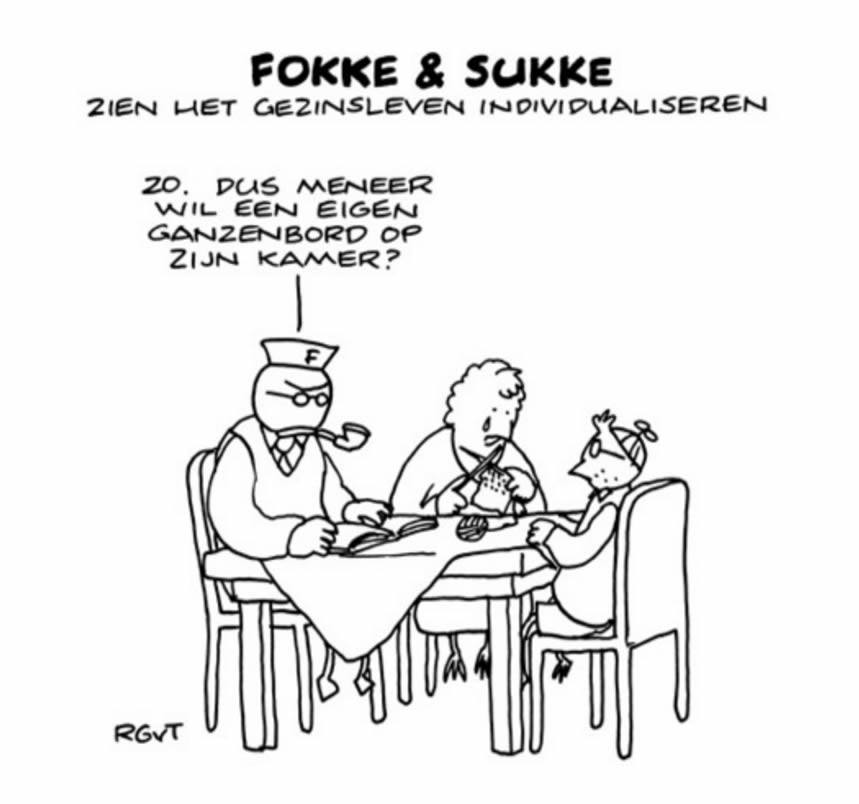 FOKKE & SUKKE
ZIEN HET GEZINSLEVEN INDIVIDUALISEREN
ZO. DUS MENEER
WIL EEN EIGEN
GANZENBORD OP
ZIJN KAMER?
F
RGvT